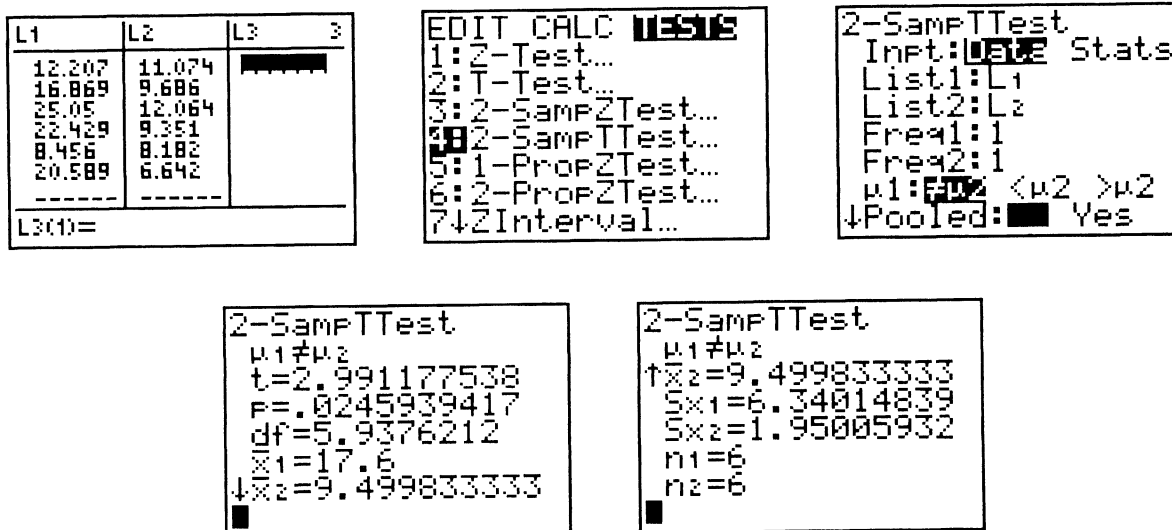 L1 L2 L3 3
12.207 11.074
16.869 9.686
25.05 12.064
22.429 9.351
8.456 8.182
20.589 6.642
------ ------
L3(1)=
EDIT CALC TESTS
1:Z-Test…
2:T-Test…
3:2-SampZTest…
4:2-SampTTest…
5:1-PropZTest…
6:2-PropZTest…
7↓ZInterval…
2-SampTTest
Inpt:Data Stats
List1:L1
List2:L2
Freq1:1
Freq2:1
μ1:≠μ2 <μ2 >μ2
↓Pooled: Yes
2-SampTTest
μ1≠μ2
t=2.991177538
p=.0245939417
df=5.9376212
x̄1=17.6
↓x̄2=9.499833333
2-SampTTest
μ1≠μ2
↑x̄2=9.499833333
Sx1=6.34014839
Sx2=1.95005932
n1=6
n2=6